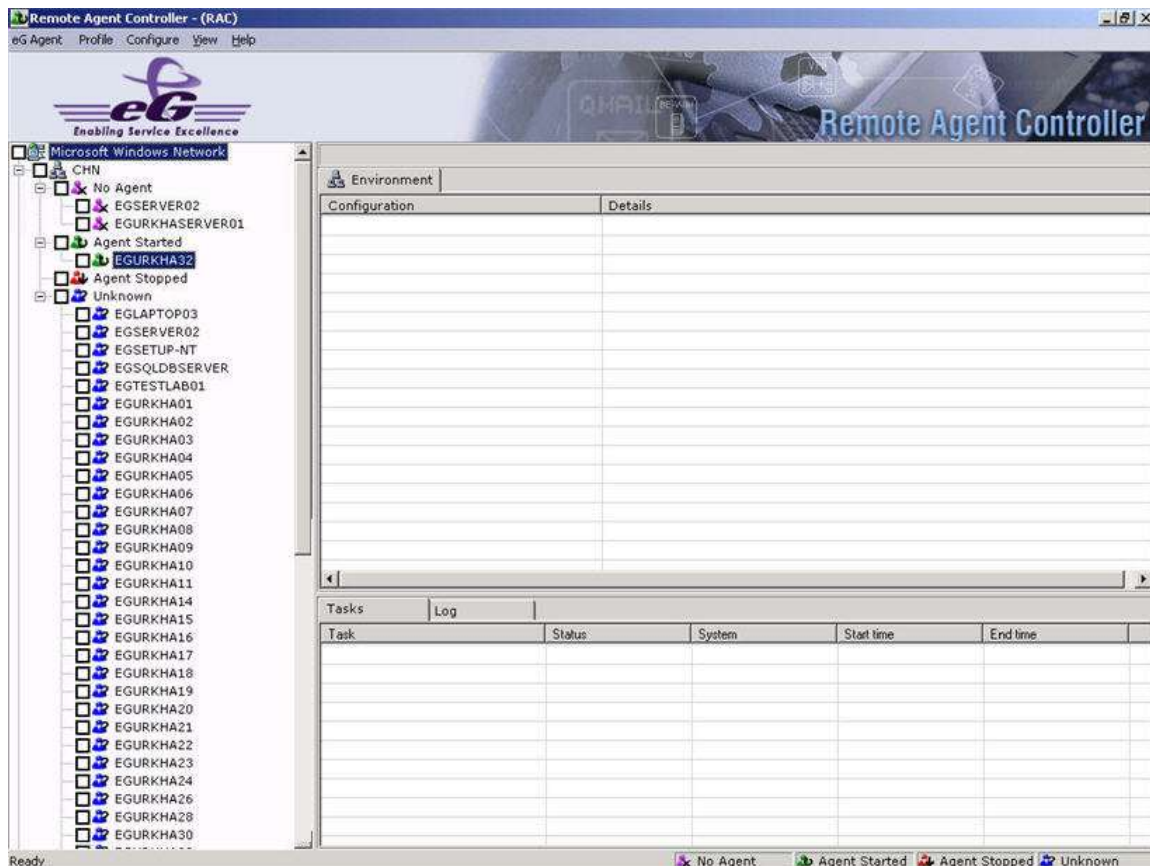 Remote Agent Controller - (RAC)
eG Agent Profile Configure View Help
eG
Enabling Service Excellence
QMAIL
Remote Agent Controller
Microsoft Windows Network
CHN
No Agent
EGSERVER02
EGURKHASERVER01
Agent Started
EGURKHA32
Agent Stopped
Unknown
EGLAPTOP03
EGSERVER02
EGSETUP-NT
EGSQLDBSERVER
EGTESTLAB01
EGURKHA01
EGURKHA02
EGURKHA03
EGURKHA04
EGURKHA05
EGURKHA06
EGURKHA07
EGURKHA08
EGURKHA09
EGURKHA10
EGURKHA11
EGURKHA14
EGURKHA15
EGURKHA16
EGURKHA17
EGURKHA18
EGURKHA19
EGURKHA20
EGURKHA21
EGURKHA22
EGURKHA23
EGURKHA24
EGURKHA26
EGURKHA28
EGURKHA30
Environment
Configuration Details
Tasks Log
Task Status System Start time End time
Ready No Agent Agent Started Agent Stopped Unknown